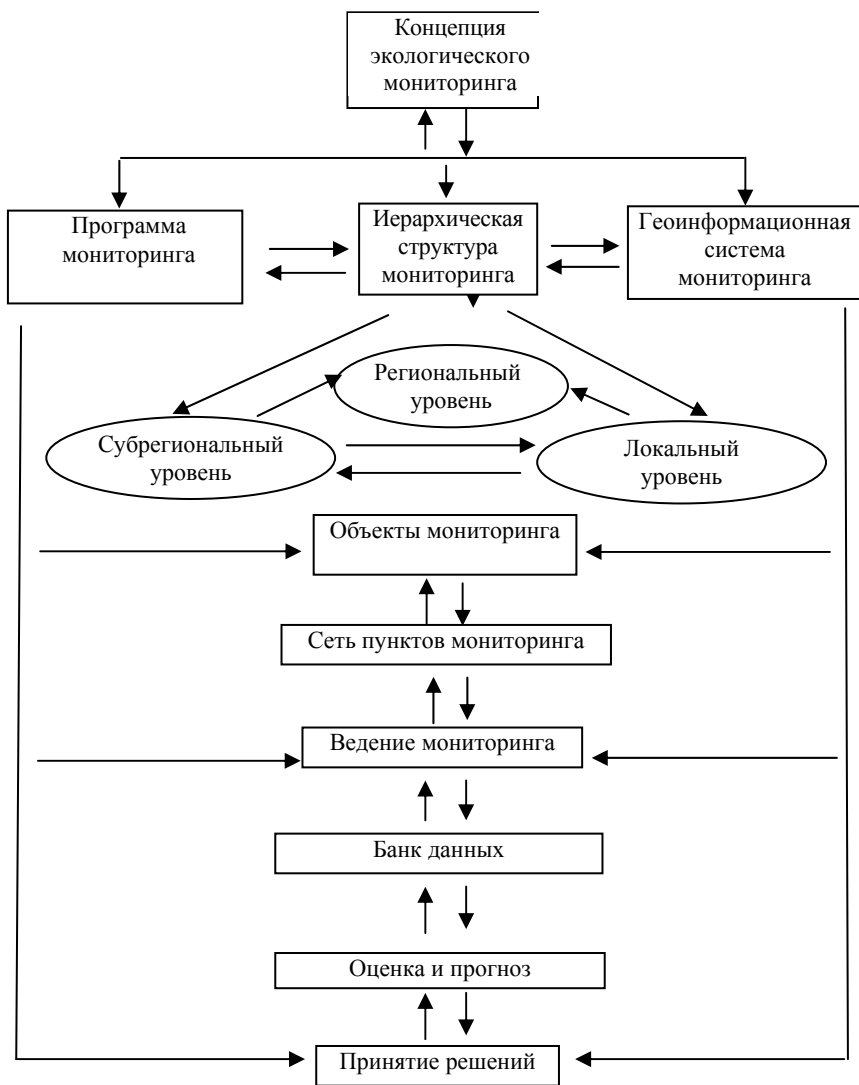 Концепция
экологического
мониторинга
Программа
мониторинга
Иерархическая
структура
мониторинга
Геоинформационная
система
мониторинга
Региональный
уровень
Субрегиональный
уровень
Локальный
уровень
Объекты мониторинга
Сеть пунктов мониторинга
Ведение мониторинга
Банк данных
Оценка и прогноз
Принятие решений